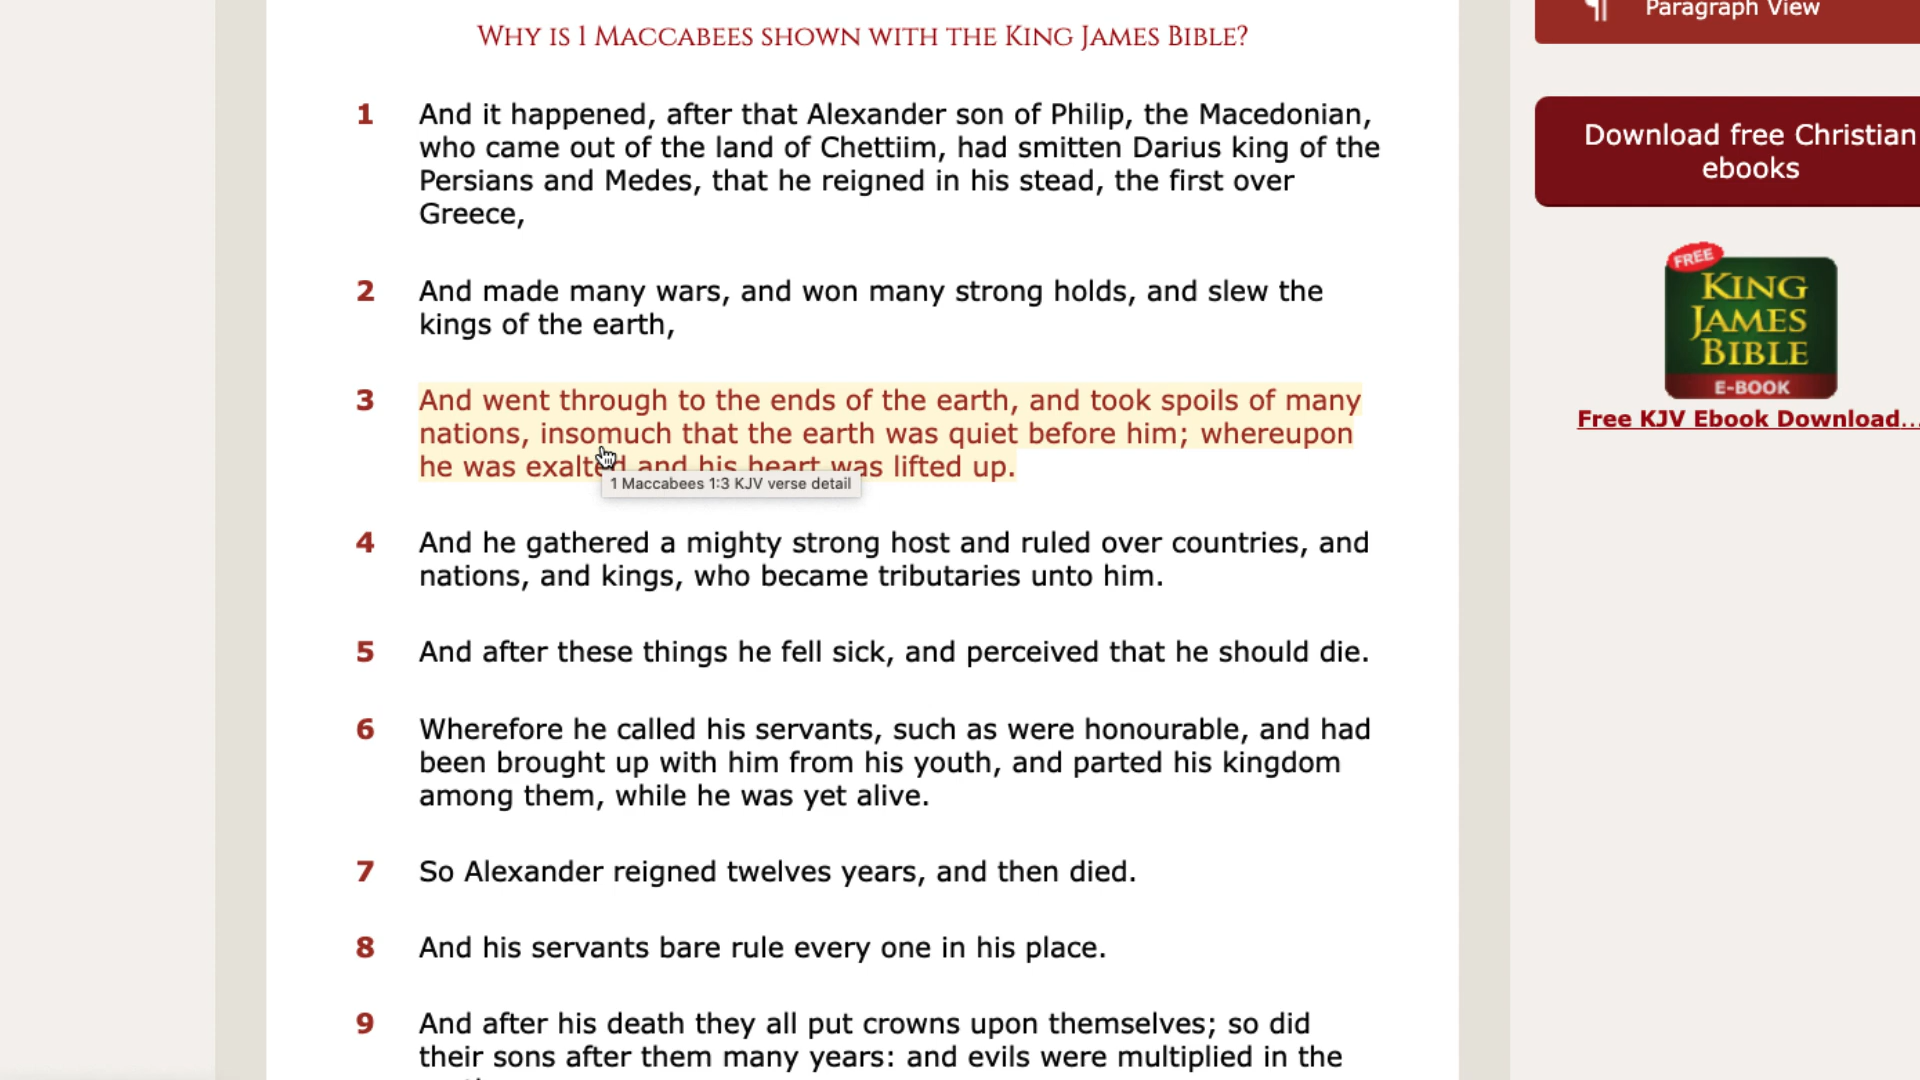 WHY IS 1 MACCABEES SHOWN WITH THE KING JAMES BIBLE?
1 And it happened, after that Alexander son of Philip, the Macedonian,
who came out of the land of Chettiim, had smitten Darius king of the
Persians and Medes, that he reigned in his stead, the first over
Greece,
2 And made many wars, and won many strong holds, and slew the
kings of the earth,
3 And went through to the ends of the earth, and took spoils of many
nations, insomuch that the earth was quiet before him; whereupon
he was exalted and his heart was lifted up.
1 Maccabees 1:3 KJV verse detail
4 And he gathered a mighty strong host and ruled over countries, and
nations, and kings, who became tributaries unto him.
5 And after these things he fell sick, and perceived that he should die.
6 Wherefore he called his servants, such as were honourable, and had
been brought up with him from his youth, and parted his kingdom
among them, while he was yet alive.
7 So Alexander reigned twelves years, and then died.
8 And his servants bare rule every one in his place.
9 And after his death they all put crowns upon themselves; so did
their sons after them many years: and evils were multiplied in the
¶ Paragraph View
Download free Christian
ebooks
FREE
KING
JAMES
BIBLE
E-BOOK
Free KJV Ebook Download...